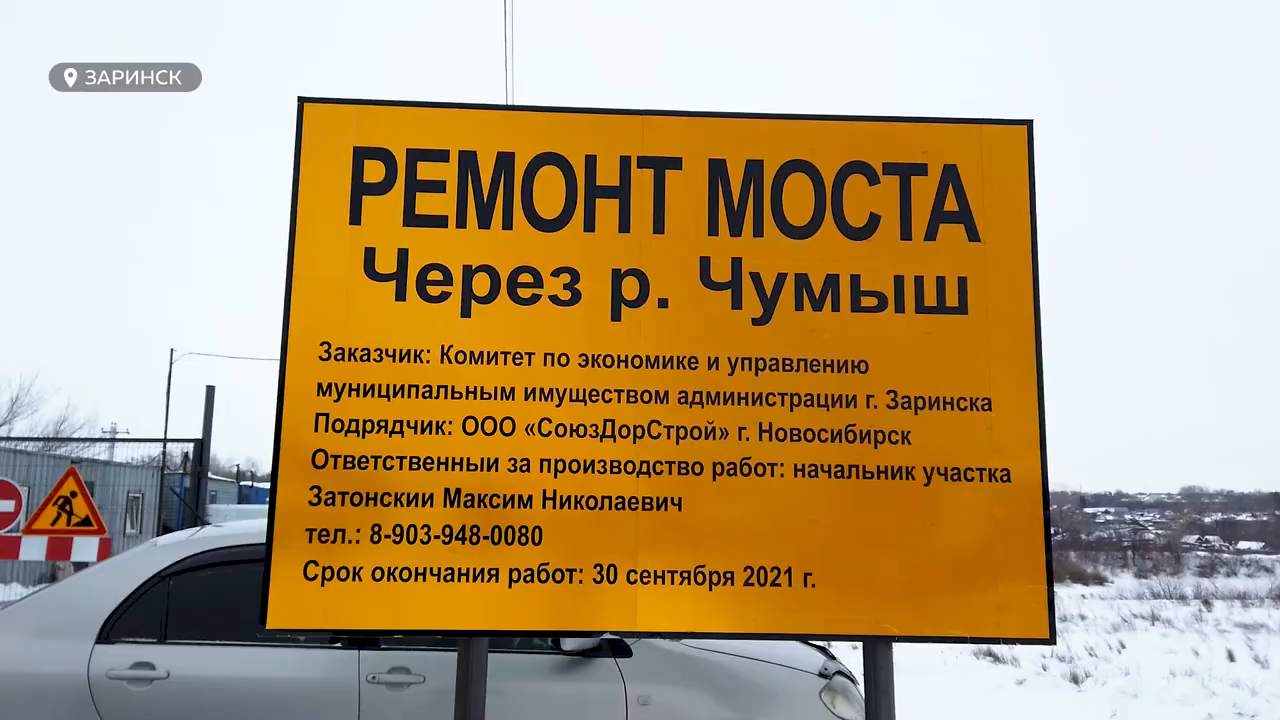 ЗАРИНСК
РЕМОНТ МОСТА
Через р. Чумыш
Заказчик: Комитет по экономике и управлению
муниципальным имуществом администрации г. Заринска
Подрядчик: ООО «СоюзДорСтрой» г. Новосибирск
Ответственныи за производство работ: начальник участка
Затонскии Максим Николаевич
тел.: 8-903-948-0080
Срок окончания работ: 30 сентября 2021 г.